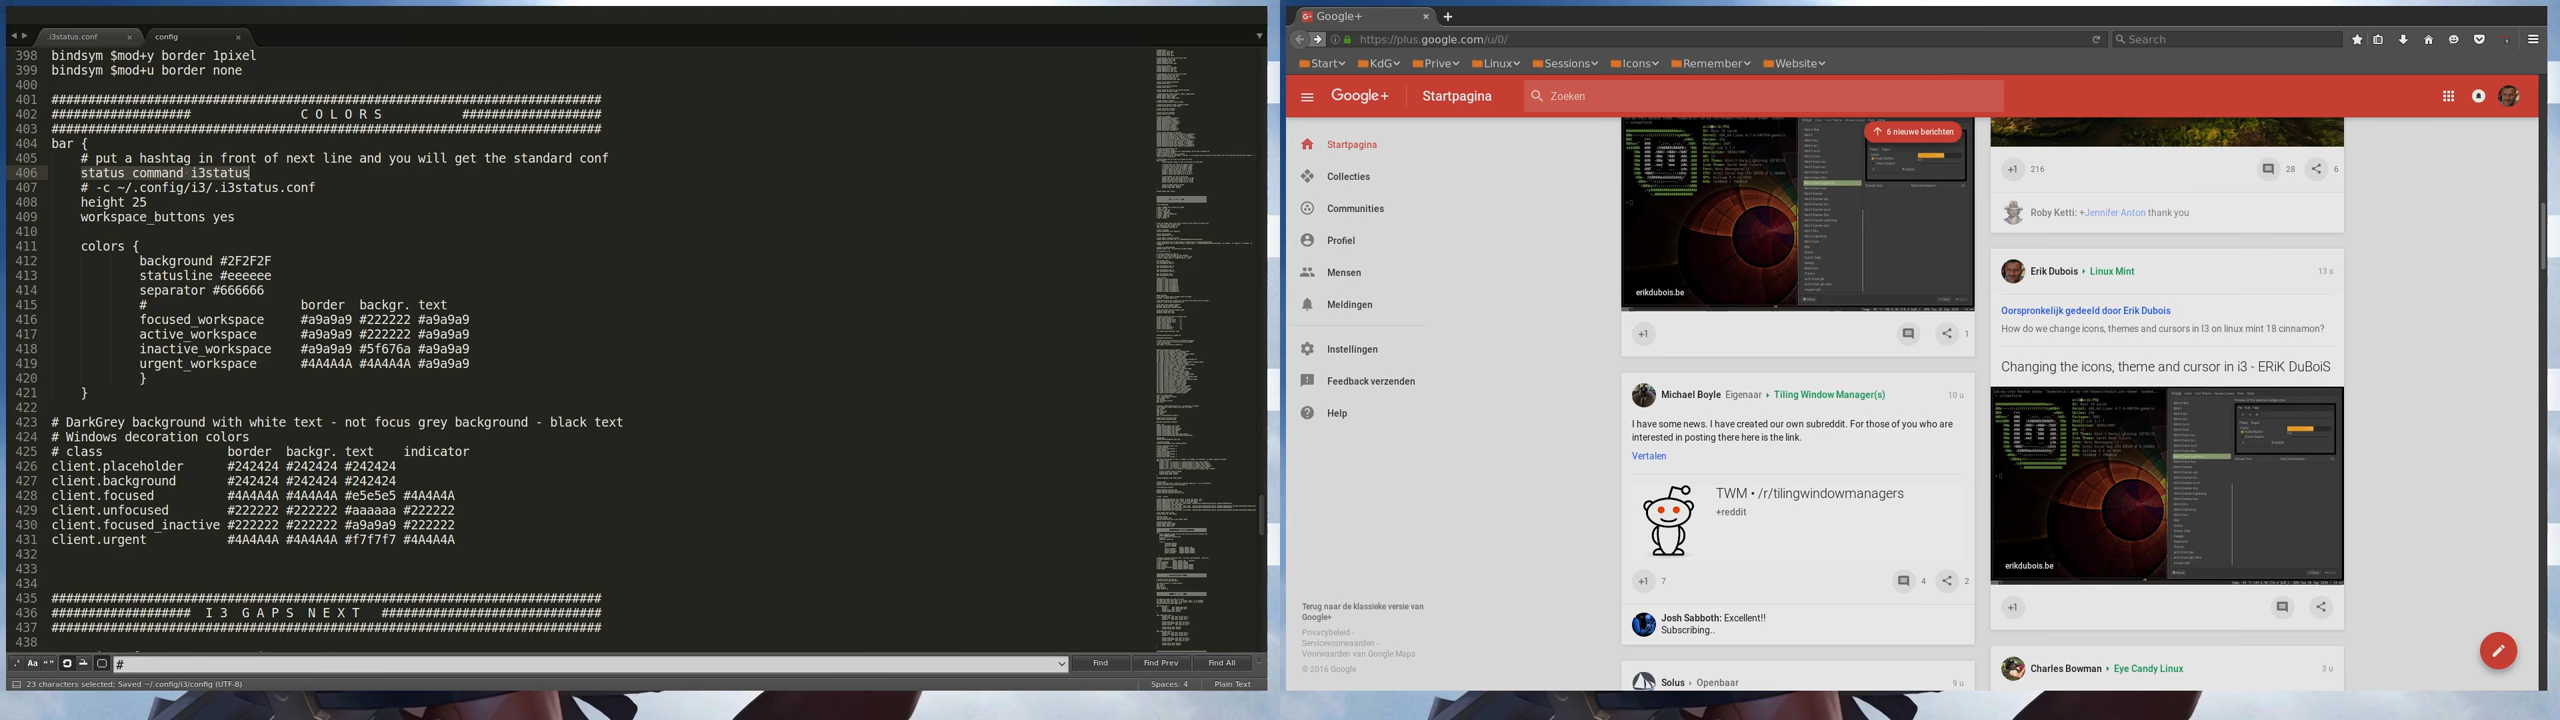 .i3status.conf
config
398 bindsym $mod+y border 1pixel
399 bindsym $mod+u border none
400
401 ###########################################################################
402 ################### C O L O R S ###################
403 ###########################################################################
404 bar {
405 # put a hashtag in front of next line and you will get the standard conf
406 status_command i3status
407 # -c ~/.config/i3/.i3status.conf
408 height 25
409 workspace_buttons yes
410
411 colors {
412 background #2F2F2F
413 statusline #eeeeee
414 separator #666666
415 # border backgr. text
416 focused_workspace #a9a9a9 #222222 #a9a9a9
417 active_workspace #a9a9a9 #222222 #a9a9a9
418 inactive_workspace #a9a9a9 #5f676a #a9a9a9
419 urgent_workspace #4A4A4A #4A4A4A #a9a9a9
420 }
421 }
422
423 # DarkGrey background with white text - not focus grey background - black text
424 # Windows decoration colors
425 # class border backgr. text indicator
426 client.placeholder #242424 #242424 #242424
427 client.background #242424 #242424 #242424
428 client.focused #4A4A4A #4A4A4A #e5e5e5 #4A4A4A
429 client.unfocused #222222 #222222 #aaaaaa #222222
430 client.focused_inactive #222222 #222222 #a9a9a9 #222222
431 client.urgent #4A4A4A #4A4A4A #f7f7f7 #4A4A4A
432
433
434
435 ###########################################################################
436 ################### I 3 G A P S N E X T ##############################
437 ###########################################################################
438
.* Aa “” #
Find
Find Prev
Find All
23 characters selected; Saved ~/.config/i3/config (UTF-8)
Spaces: 4
Plain Text
G+ Google+
https://plus.google.com/u/0/
Search
Start
KdG
Prive
Linux
Sessions
Icons
Remember
Website
Google+
Startpagina
Zoeken
Startpagina
Collecties
Communities
Profiel
Mensen
Meldingen
Instellingen
Feedback verzenden
Help
Terug naar de klassieke versie van
Google+
Privacybeleid -
Servicevoorwaarden -
Voorwaarden van Google Maps
© 2016 Google
6 nieuwe berichten
erikdubois.be
+1
1
Michael Boyle Eigenaar
Tiling Window Manager(s)
10 u
I have some news. I have created our own subreddit. For those of you who are
interested in posting there here is the link.
Vertalen
TWM • /r/tilingwindowmanagers
+reddit
+1 7
4
2
Josh Sabboth: Excellent!!
Subscribing..
Solus
Openbaar
9 u
+1 216
28
6
Roby Ketti: +Jennifer Anton thank you
Erik Dubois
Linux Mint
13 s
Oorspronkelijk gedeeld door Erik Dubois
How do we change icons, themes and cursors in I3 on linux mint 18 cinnamon?
Changing the icons, theme and cursor in i3 - ERiK DuBoiS
erikdubois.be
+1
Charles Bowman
Eye Candy Linux
3 u